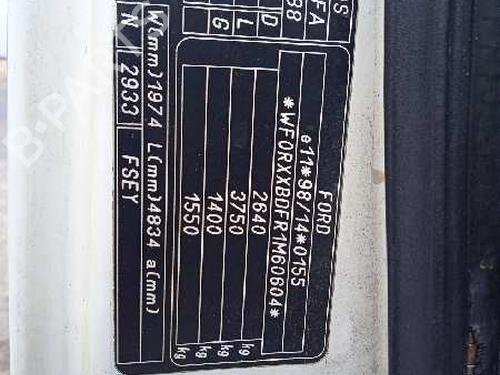 FORD
e11*98/14*0155
*WF0RXXBDFR1M60604*
2640 kg
3750 kg
1400 kg
1550 kg
W(mm)1974 L(mm)4834 a(mm)
N 2933 FSEY
S
FA
88
D
L
G
B-PARTS